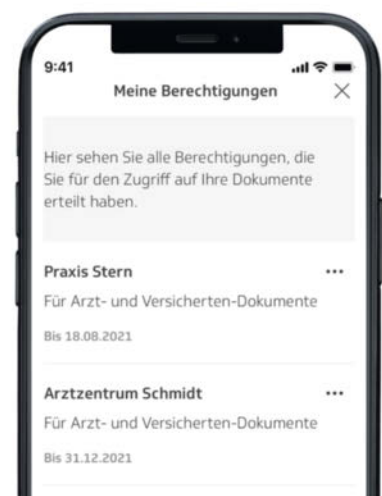 9:41
Meine Berechtigungen
Hier sehen Sie alle Berechtigungen, die
Sie für den Zugriff auf Ihre Dokumente
erteilt haben.
Praxis Stern
Für Arzt- und Versicherten-Dokumente
Bis 18.08.2021
Arztzentrum Schmidt
Für Arzt- und Versicherten-Dokumente
Bis 31.12.2021